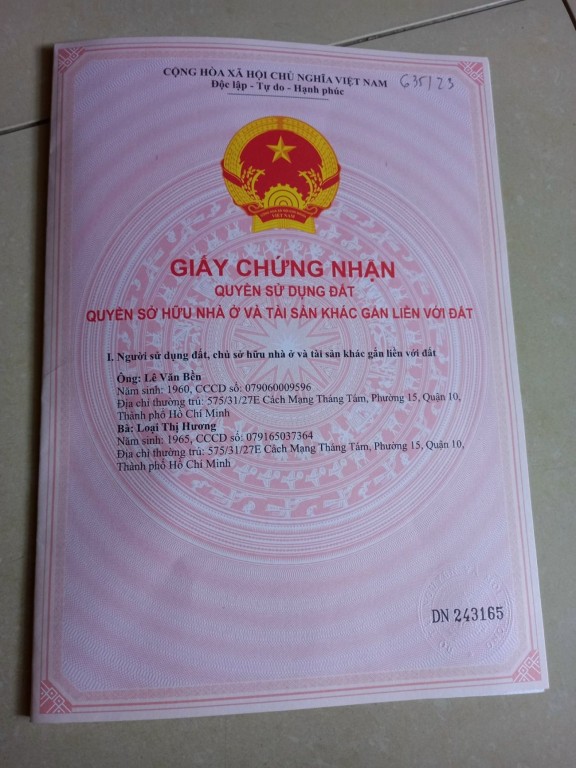 CỘNG HÒA XÃ HỘI CHỦ NGHĨA VIỆT NAM
635/23
Độc lập - Tự do - Hạnh phúc
VIỆT NAM
GIẤY CHỨNG NHẬN
QUYỀN SỬ DỤNG ĐẤT
QUYỀN SỞ HỮU NHÀ Ở VÀ TÀI SẢN KHÁC GẮN LIỀN VỚI ĐẤT
I. Người sử dụng đất, chủ sở hữu nhà ở và tài sản khác gắn liền với đất
Ông: Lê Văn Bền
Năm sinh: 1960, CCCD số: 079060009596
Địa chỉ thường trú: 575/31/27E Cách Mạng Tháng Tám, Phường 15, Quận 10,
Thành phố Hồ Chí Minh
Bà: Loại Thị Hương
Năm sinh: 1965, CCCD số: 079165037364
Địa chỉ thường trú: 575/31/27E Cách Mạng Tháng Tám, Phường 15, Quận 10,
Thành phố Hồ Chí Minh
DN 243165